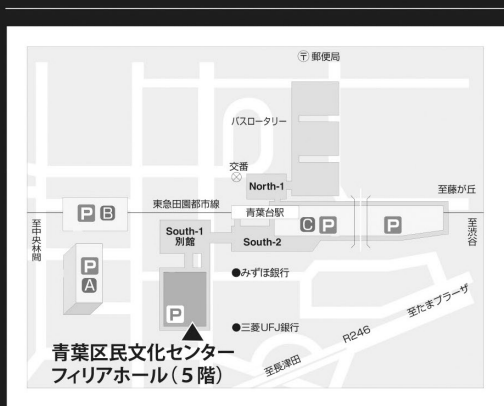 〒 郵便局
バスロータリー
交番
North-1
至藤が丘
東急田園都市線
青葉台駅
P B
South-1
別館
C P
P
至中央林間
至渋谷
South-2
P
A
●みずほ銀行
至たまプラーザ
P
●三菱UFJ銀行
R246
至長津田
青葉区民文化センター
フィリアホール(5階)